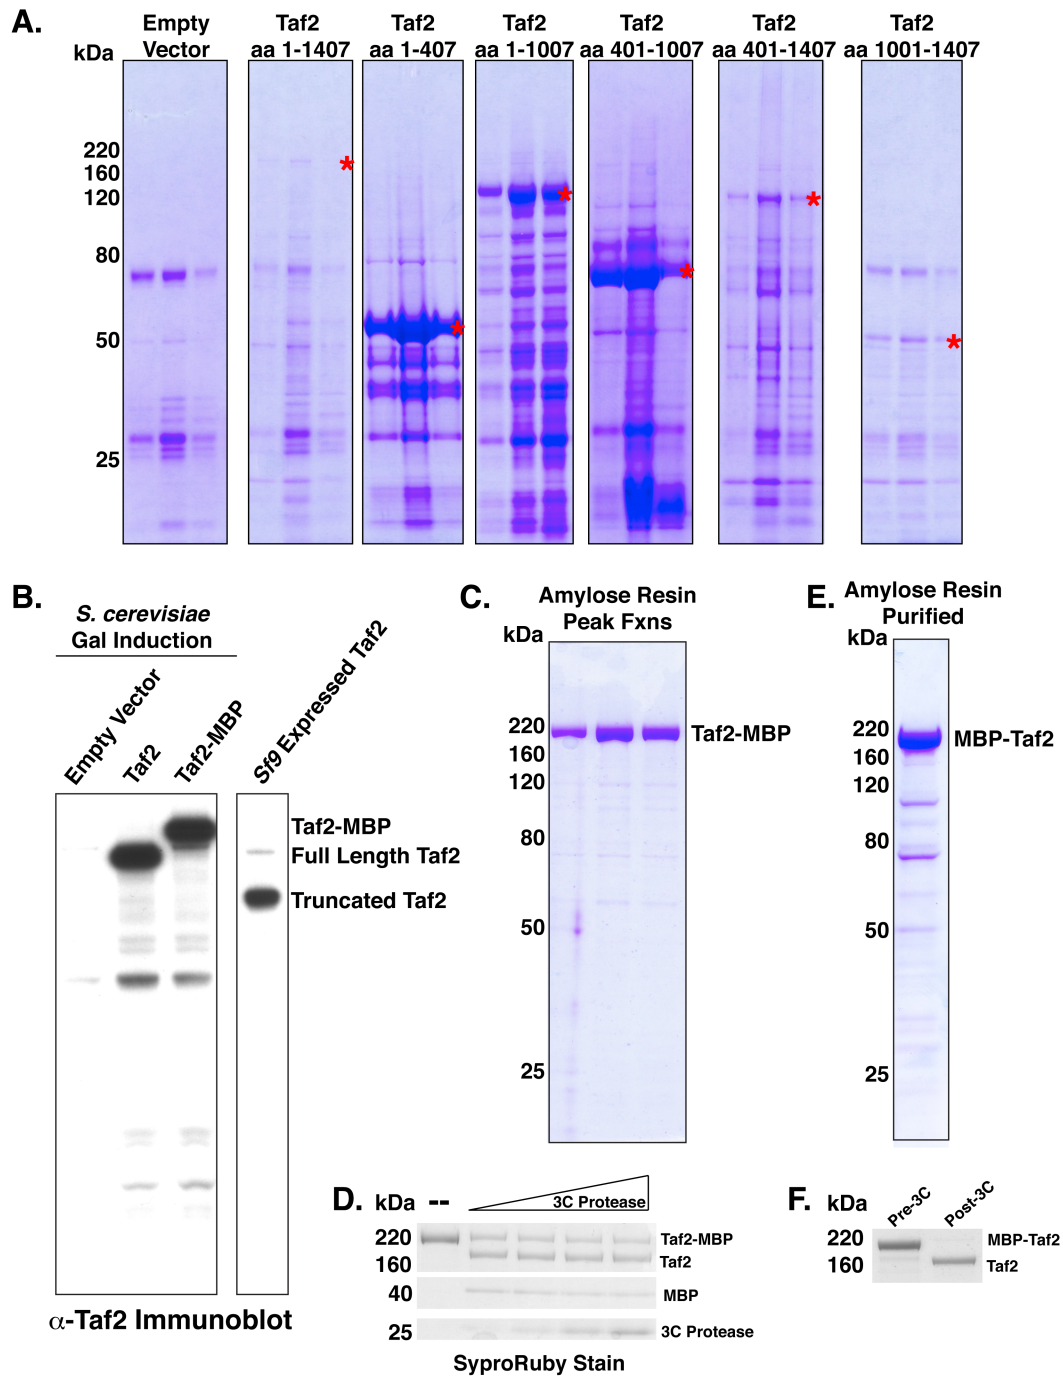 A.
Empty
Vector
Taf2
aa 1-1407
Taf2
aa 1-407
Taf2
aa 1-1007
Taf2
aa 401-1007
Taf2
aa 401-1407
Taf2
aa 1001-1407
kDa
220
160
120
80
50
25
*
*
*
*
*
*
B.
S. cerevisiae
Gal Induction
Empty Vector
Taf2
Taf2-MBP
Sf9 Expressed Taf2
Taf2-MBP
Full Length Taf2
Truncated Taf2
α-Taf2 Immunoblot
C.
Amylose Resin
Peak Fxns
kDa
220
160
120
80
50
25
Taf2-MBP
E.
Amylose Resin
Purified
kDa
220
160
120
80
50
25
MBP-Taf2
D.
kDa
--
3C Protease
220
160
40
25
Taf2-MBP
Taf2
MBP
3C Protease
SyproRuby Stain
F.
kDa
Pre-3C
Post-3C
220
160
MBP-Taf2
Taf2